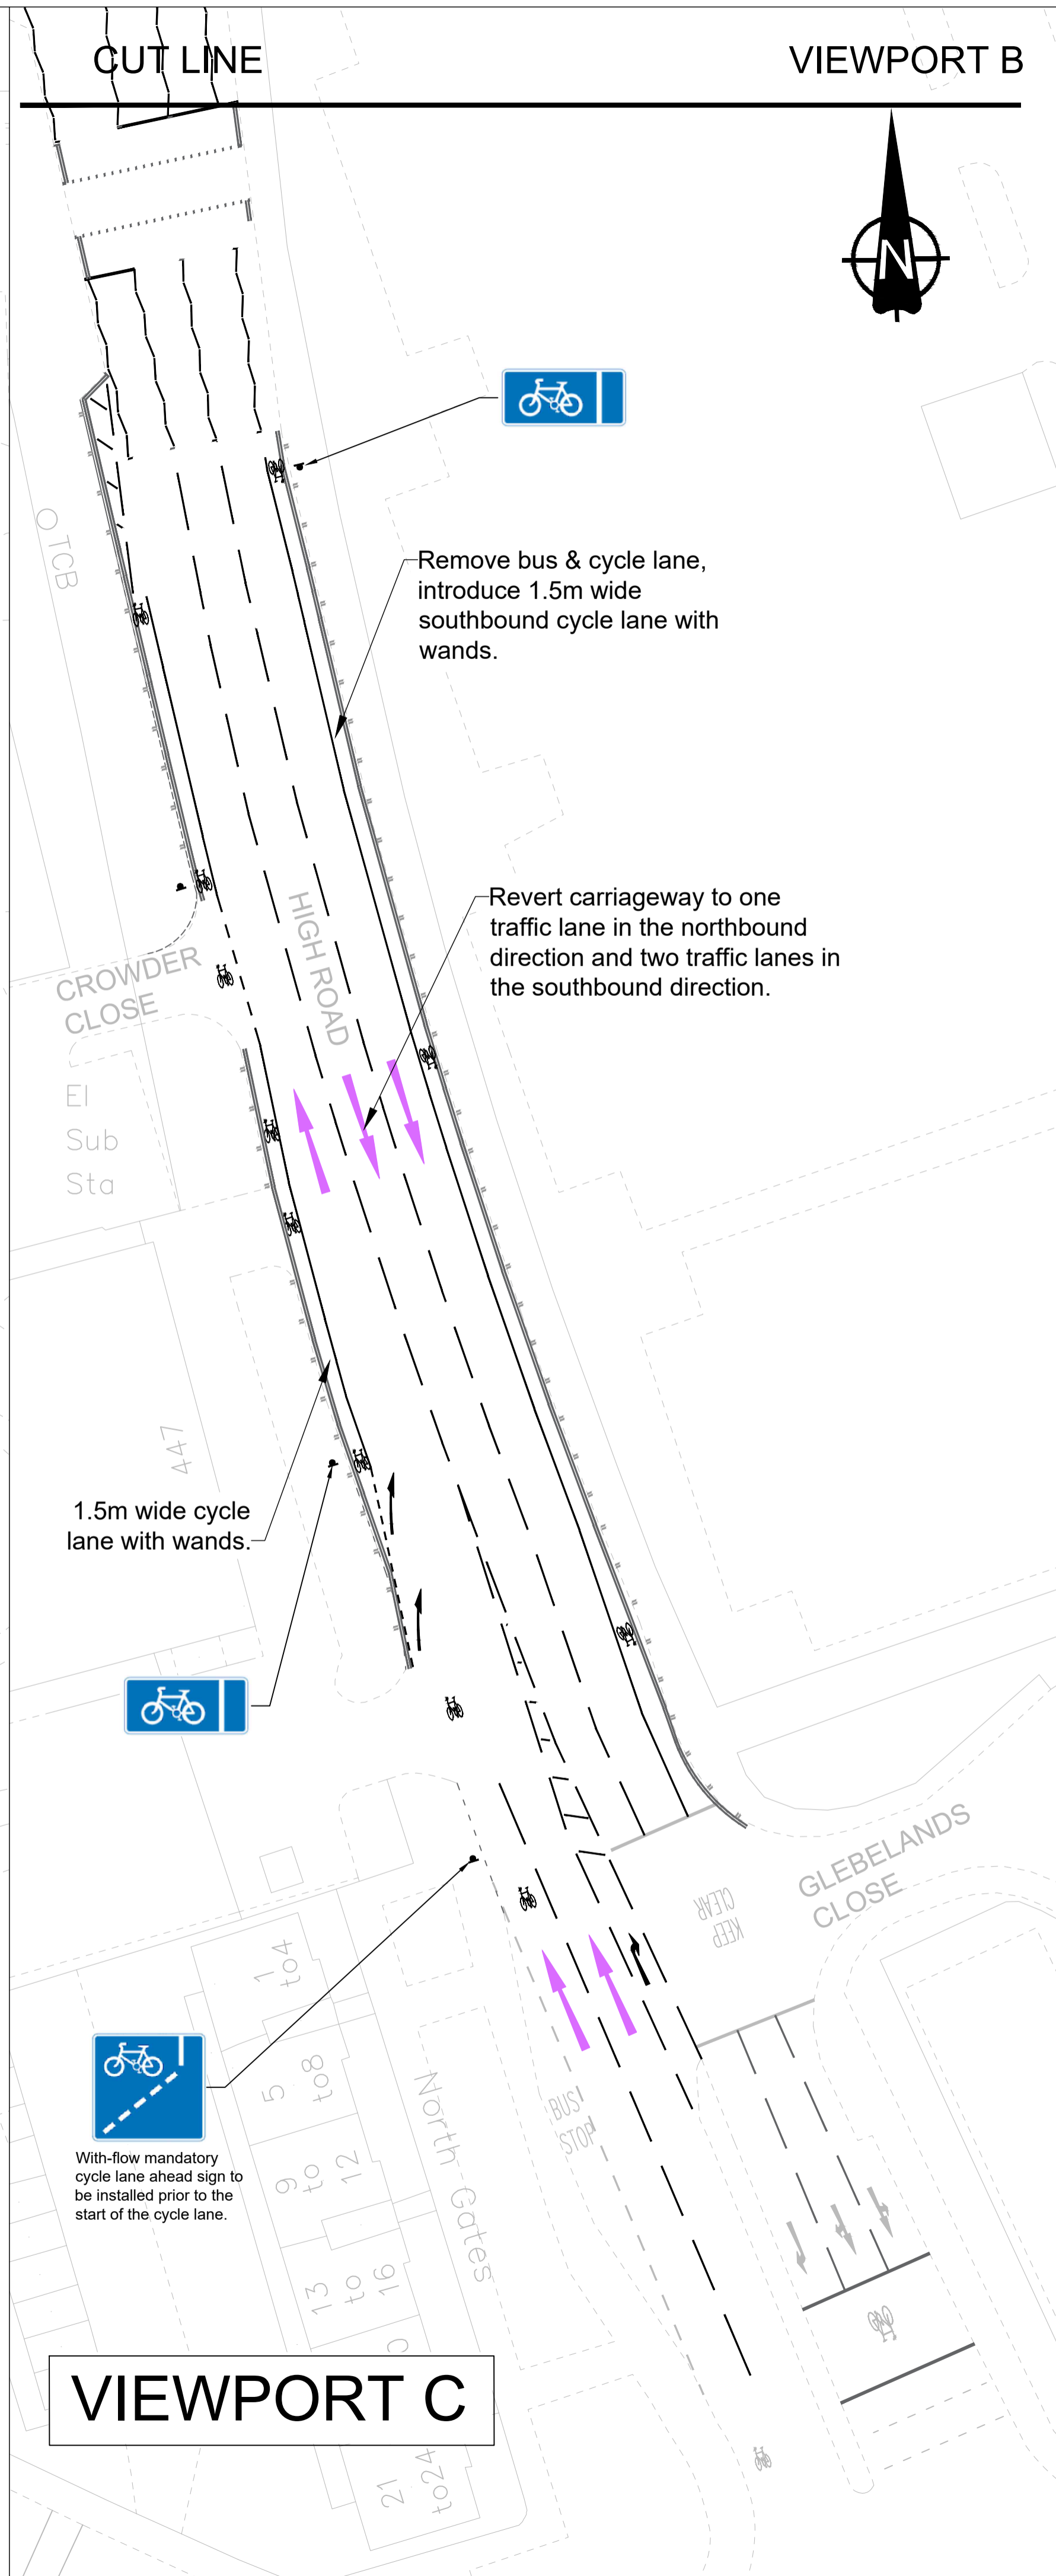 CUT LINE
VIEWPORT B
N
Remove bus & cycle lane,
introduce 1.5m wide
southbound cycle lane with
wands.
TCB
Revert carriageway to one
traffic lane in the northbound
direction and two traffic lanes in
the southbound direction.
HIGH ROAD
CROWDER
CLOSE
El
Sub
Sta
447
1.5m wide cycle
lane with wands.
GLEBELANDS
CLOSE
KEEP
CLEAR
1
to4
5
to8
9
to
12
13
to
16
21
to24
North Gates
BUS
STOP
With-flow mandatory
cycle lane ahead sign to
be installed prior to the
start of the cycle lane.
VIEWPORT C